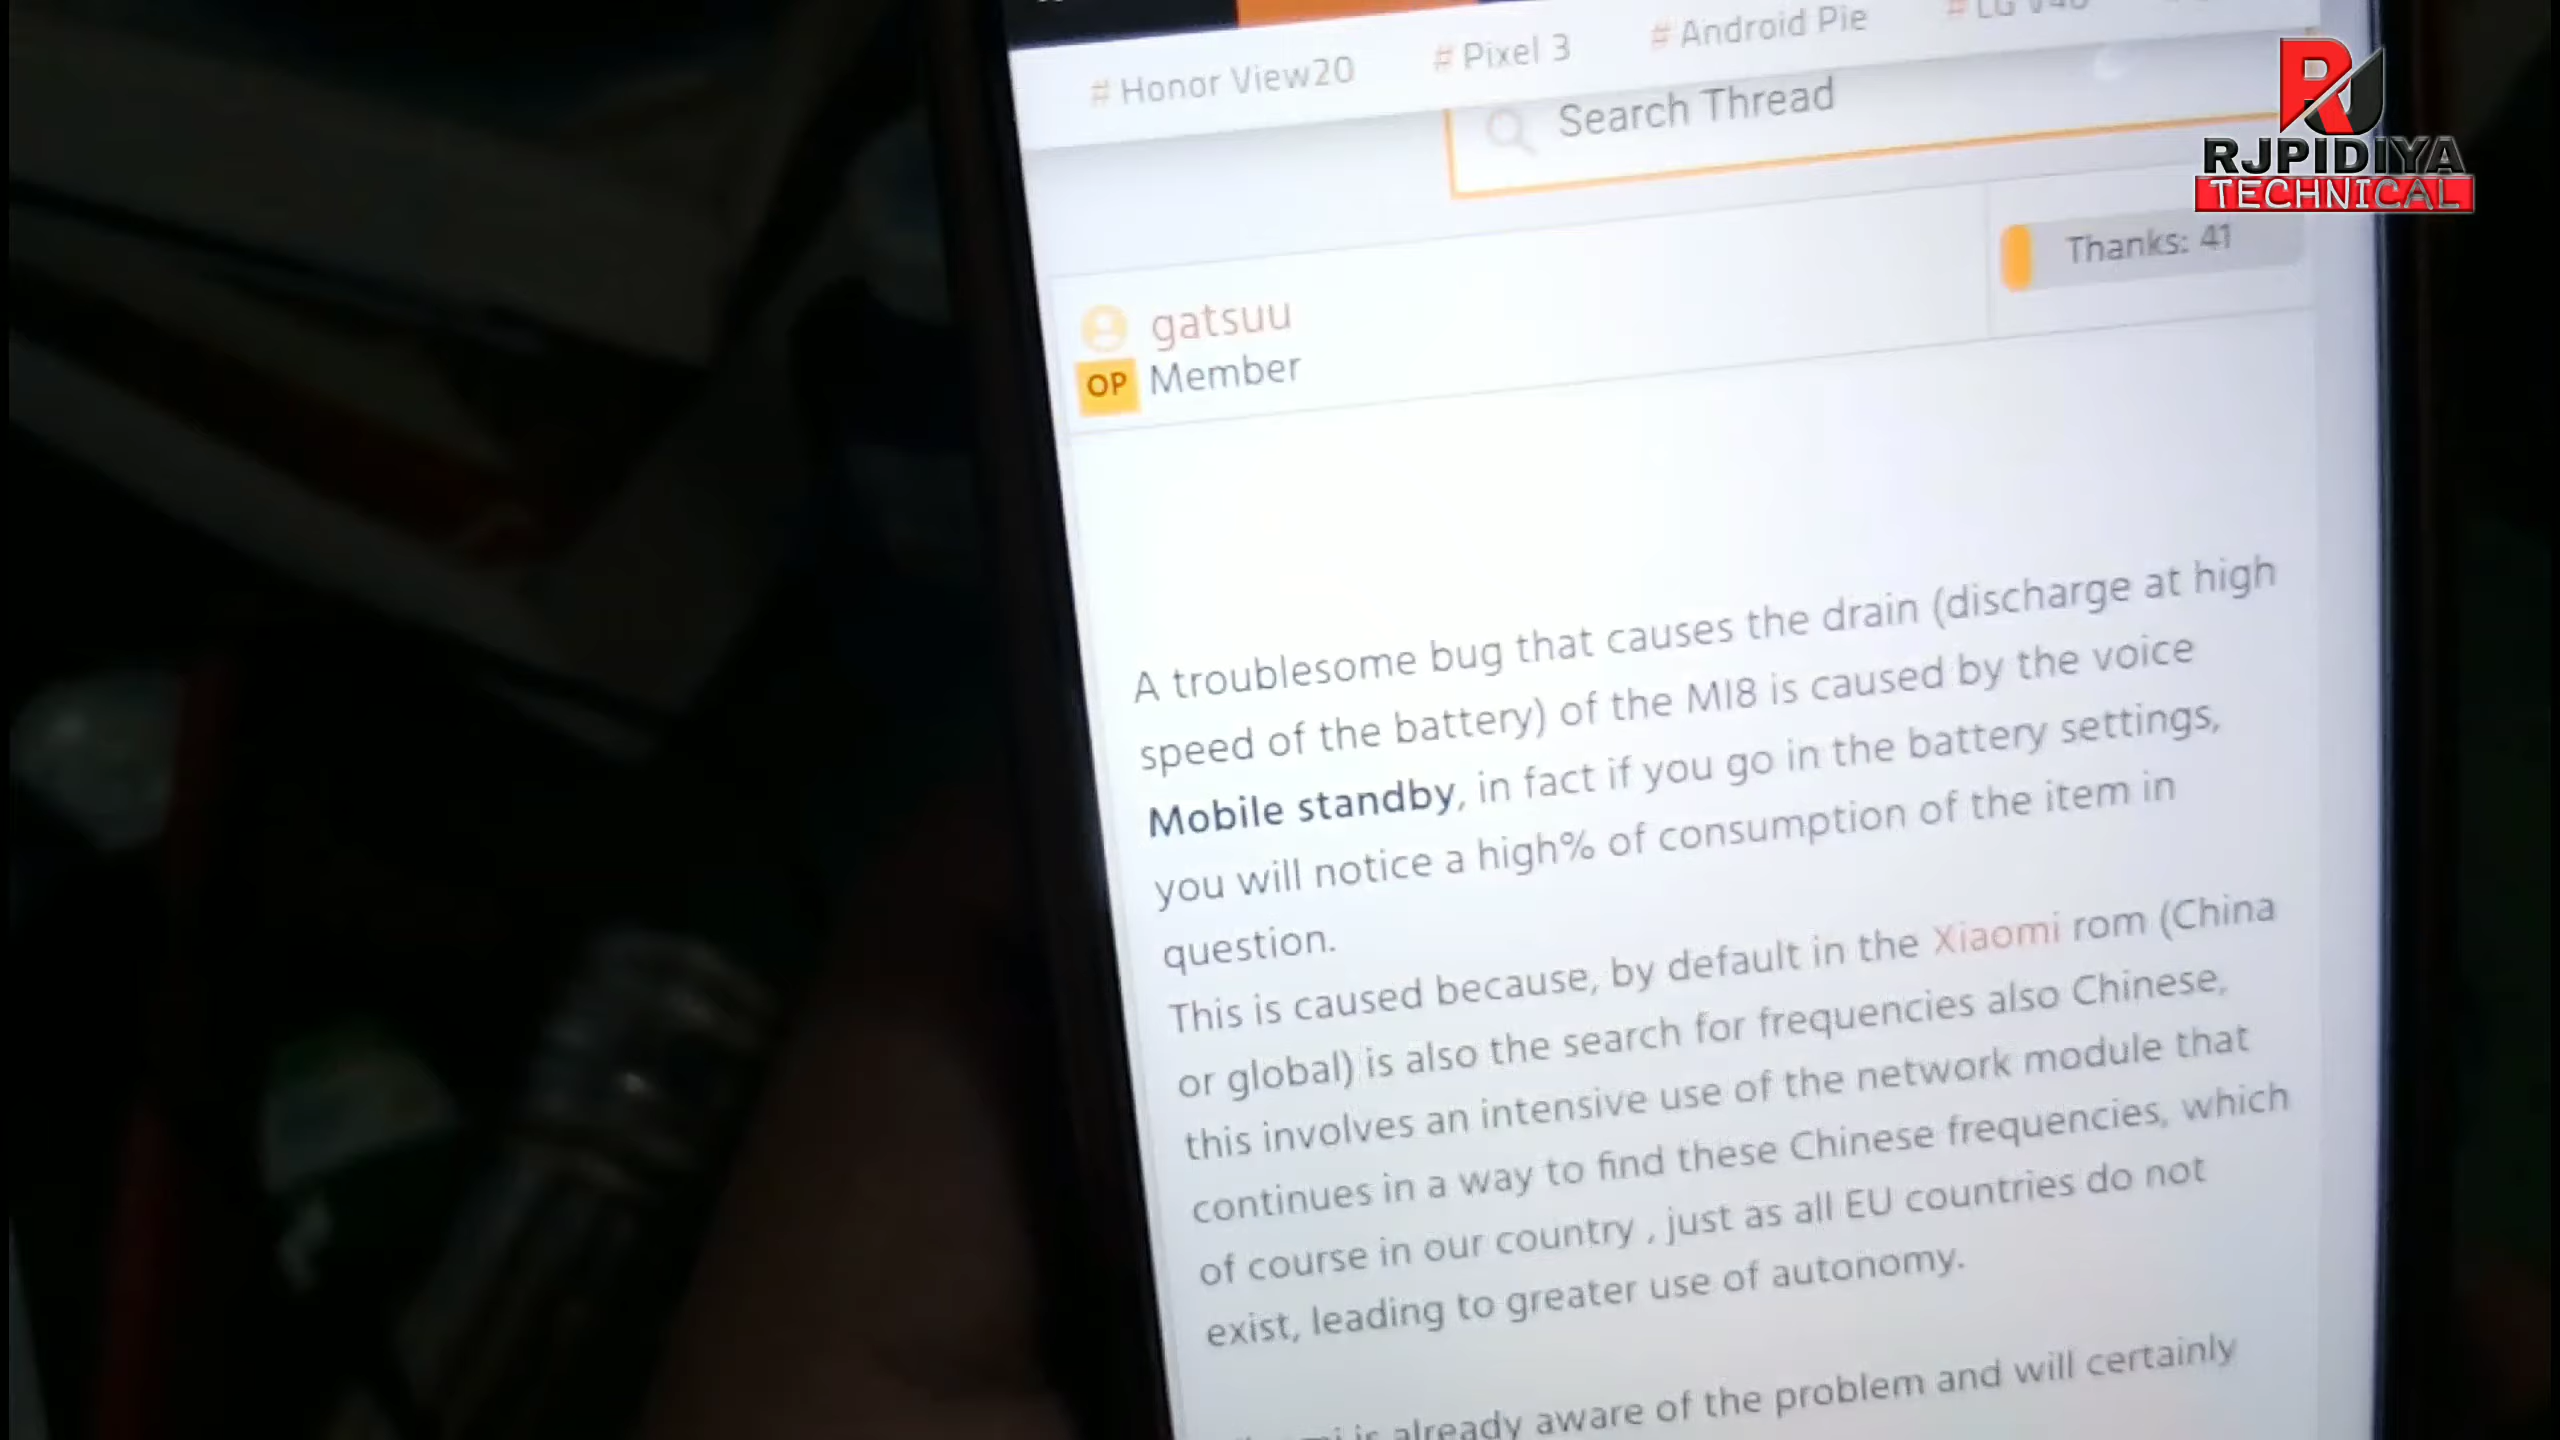 # Honor View20 # Pixel 3 # Android Pie # LG V40
Search Thread
RJ
RJPIDIYA
TECHNICAL
Thanks: 41
gatsuu
OP Member
A troublesome bug that causes the drain (discharge at high
speed of the battery) of the MI8 is caused by the voice
Mobile standby, in fact if you go in the battery settings,
you will notice a high% of consumption of the item in
question.
This is caused because, by default in the Xiaomi rom (China
or global) is also the search for frequencies also Chinese,
this involves an intensive use of the network module that
continues in a way to find these Chinese frequencies, which
of course in our country , just as all EU countries do not
exist, leading to greater use of autonomy.
is already aware of the problem and will certainly